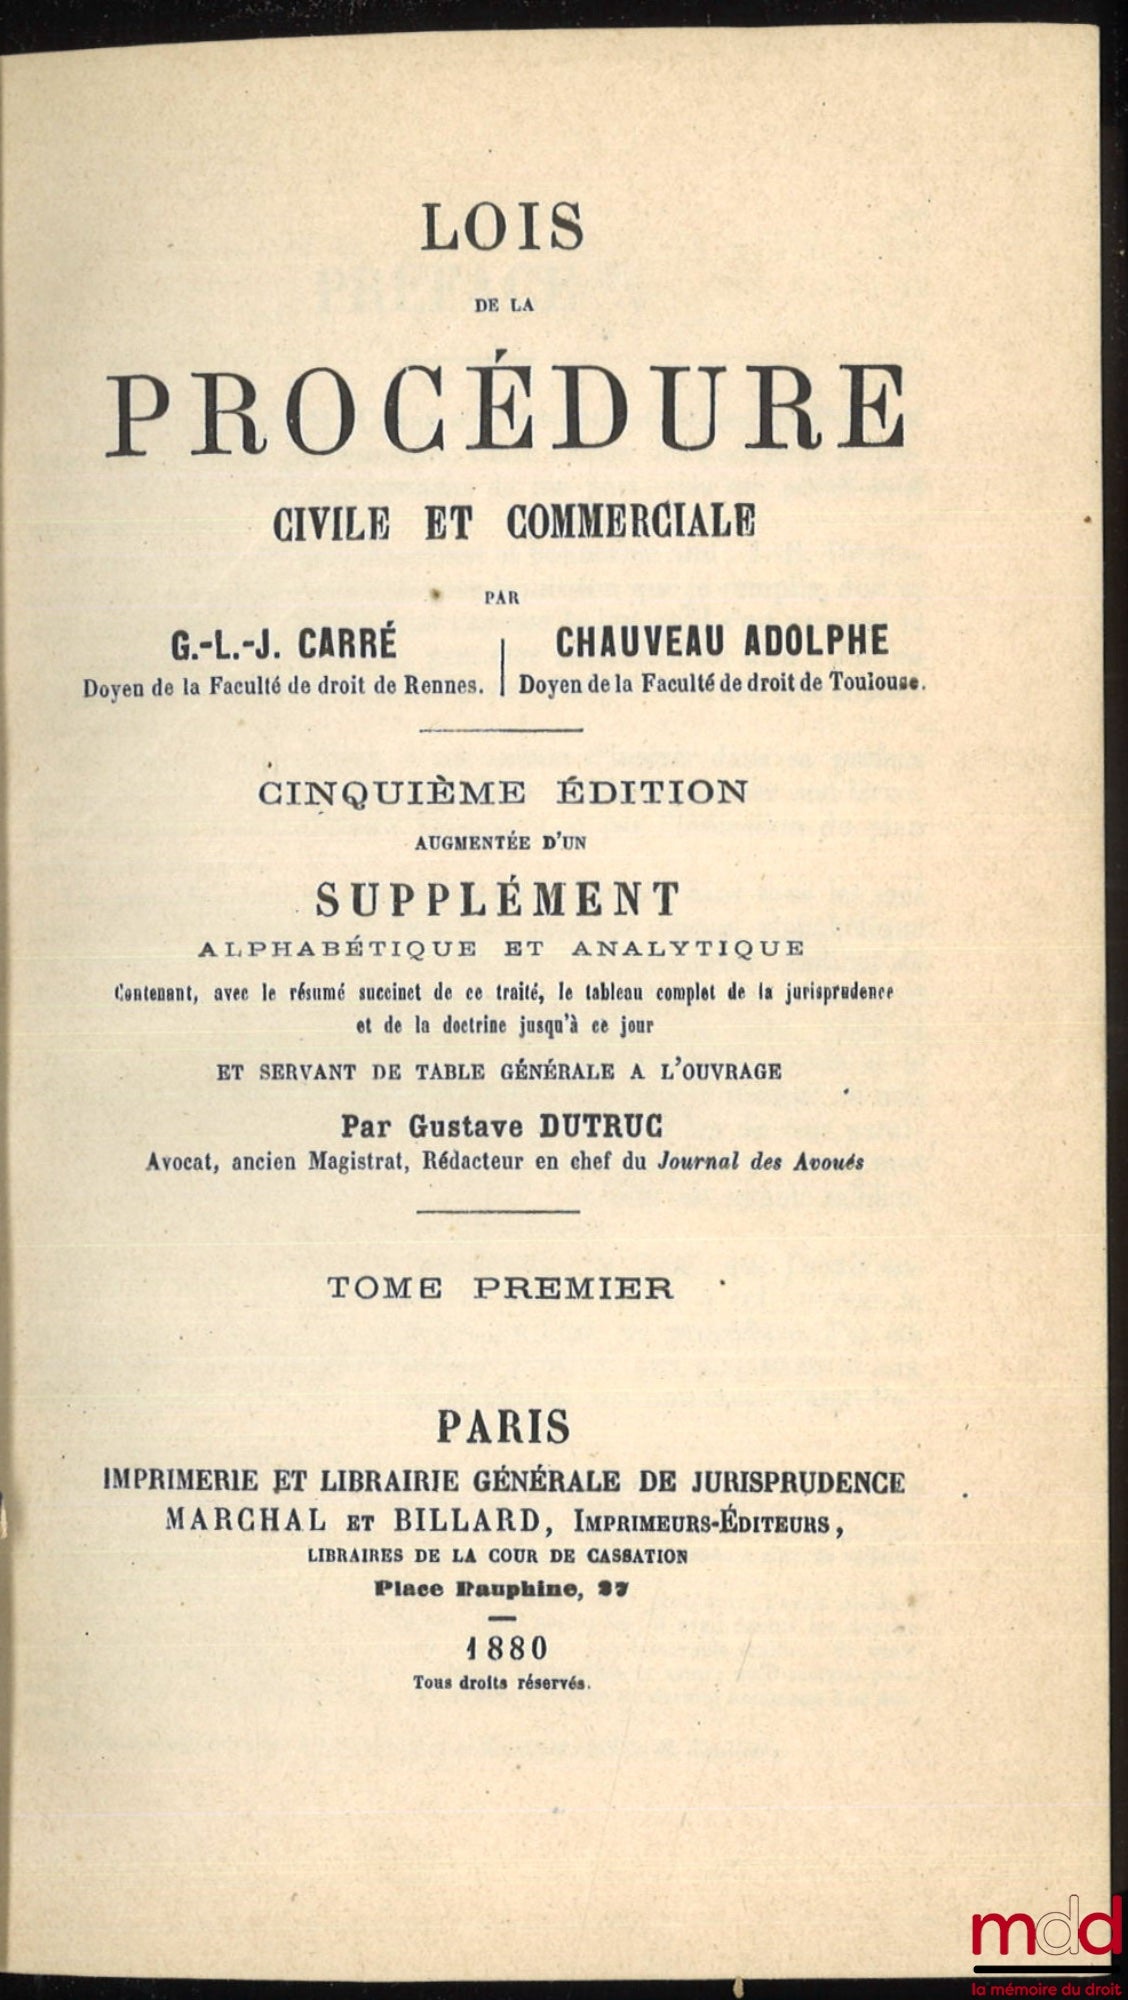 LOIS
DE LA
PROCÉDURE
CIVILE ET COMMERCIALE
PAR
G.-L.-J. CARRÉ
Doyen de la Faculté de droit de Rennes.
CHAUVEAU ADOLPHE
Doyen de la Faculté de droit de Toulouse.
CINQUIÈME ÉDITION
AUGMENTÉE D'UN
SUPPLÉMENT
ALPHABÉTIQUE ET ANALYTIQUE
Contenant, avec le résumé succinct de ce traité, le tableau complet de la jurisprudence
et de la doctrine jusqu'à ce jour
ET SERVANT DE TABLE GÉNÉRALE A L'OUVRAGE
Par Gustave DUTRUC
Avocat, ancien Magistrat, Rédacteur en chef du Journal des Avoués
TOME PREMIER
PARIS
IMPRIMERIE ET LIBRAIRIE GÉNÉRALE DE JURISPRUDENCE
MARCHAL ET BILLARD, IMPRIMEURS-ÉDITEURS,
LIBRAIRES DE LA COUR DE CASSATION
Place Dauphine, 27
1880
Tous droits réservés.
mdd
la mémoire du droit